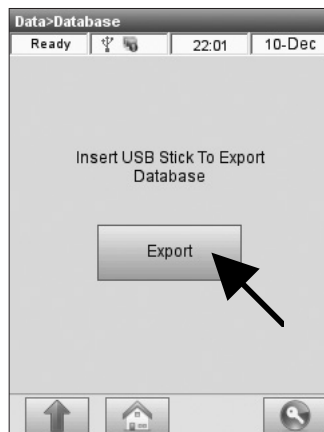 Data>Database
Ready 22:01 10-Dec
Insert USB Stick To Export
Database
Export